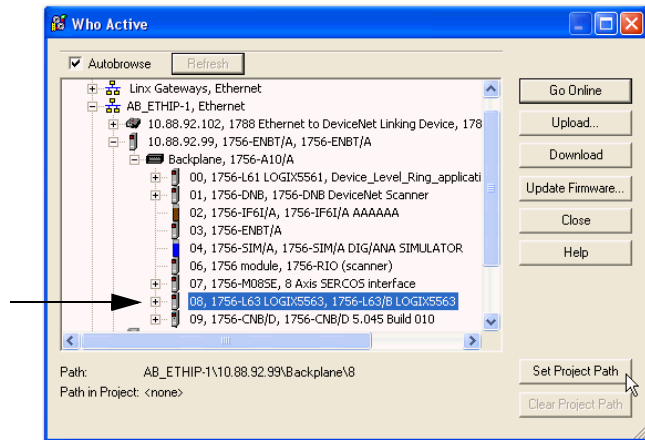 Who Active
Autobrowse
Refresh
Linx Gateways, Ethernet
AB_ETHIP-1, Ethernet
10.88.92.102, 1788 Ethernet to DeviceNet Linking Device, 178
10.88.92.99, 1756-ENBT/A, 1756-ENBT/A
Backplane, 1756-A10/A
00, 1756-L61 LOGIX5561, Device_Level_Ring_applicati
01, 1756-DNB, 1756-DNB DeviceNet Scanner
02, 1756-IF6I/A, 1756-IF6I/A AAAAAA
03, 1756-ENBT/A
04, 1756-SIM/A, 1756-SIM/A DIG/ANA SIMULATOR
06, 1756 module, 1756-RIO (scanner)
07, 1756-M08SE, 8 Axis SERCOS interface
08, 1756-L63 LOGIX5563, 1756-L63/B LOGIX5563
09, 1756-CNB/D, 1756-CNB/D 5.045 Build 010
Go Online
Upload...
Download
Update Firmware...
Close
Help
Path: AB_ETHIP-1\10.88.92.99\Backplane\8
Path in Project: <none>
Set Project Path
Clear Project Path